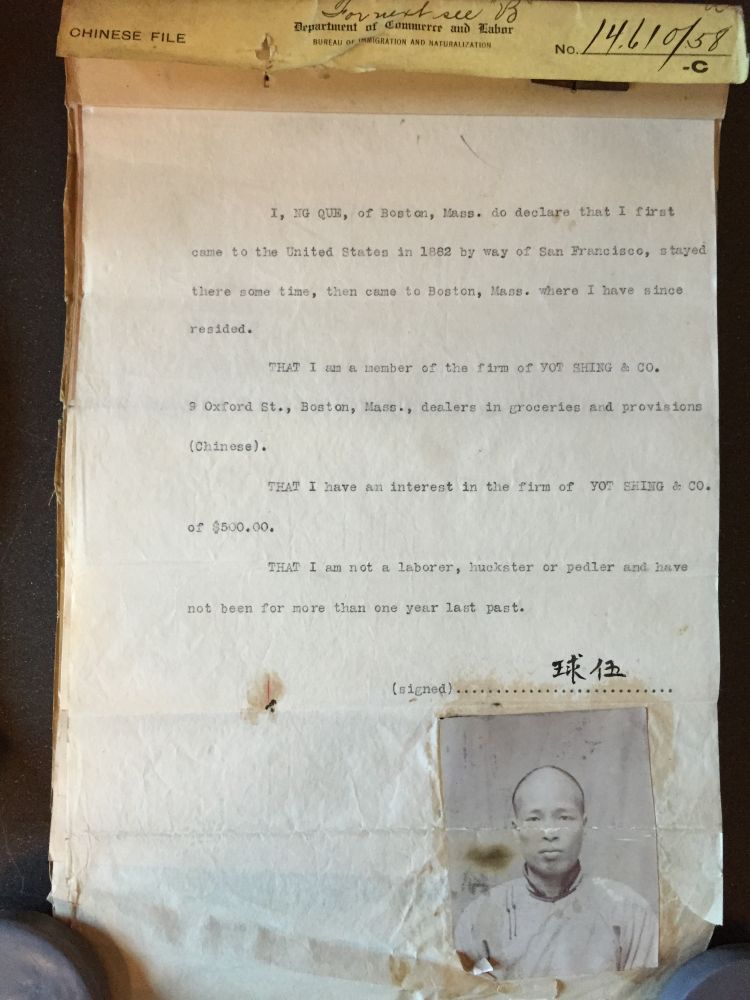 For next see "B"
CHINESE FILE
Department of Commerce and Labor
BUREAU OF IMMIGRATION AND NATURALIZATION
No. 14.610/58
-C
I, NG QUE, of Boston, Mass. do declare that I first
came to the United States in 1882 by way of San Francisco, stayed
there some time, then came to Boston, Mass. where I have since
resided.
THAT I am a member of the firm of YOT SHING & CO.
9 Oxford St., Boston, Mass., dealers in groceries and provisions
(Chinese).
THAT I have an interest in the firm of YOT SHING & CO.
of $500.00.
THAT I am not a laborer, huckster or pedler and have
not been for more than one year last past.
球伍
(signed)..............................